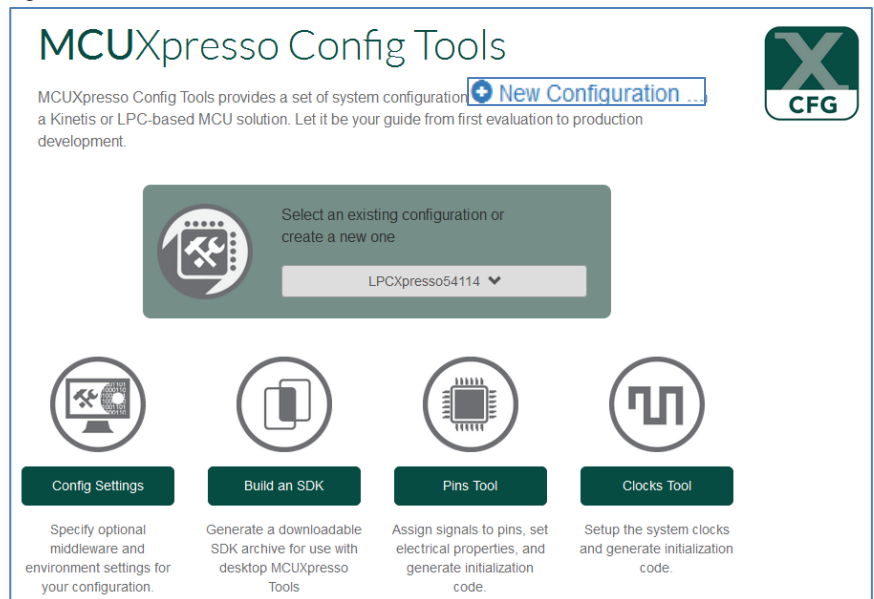 MCUXpresso Config Tools
MCUXpresso Config Tools provides a set of system configuration
New Configuration ...
a Kinetis or LPC-based MCU solution. Let it be your guide from first evaluation to production
development.
CFG
Select an existing configuration or
create a new one
LPCXpresso54114
Config Settings
Build an SDK
Pins Tool
Clocks Tool
Specify optional
middleware and
environment settings for
your configuration.
Generate a downloadable
SDK archive for use with
desktop MCUXpresso
Tools
Assign signals to pins, set
electrical properties, and
generate initialization
code.
Setup the system clocks
and generate initialization
code.